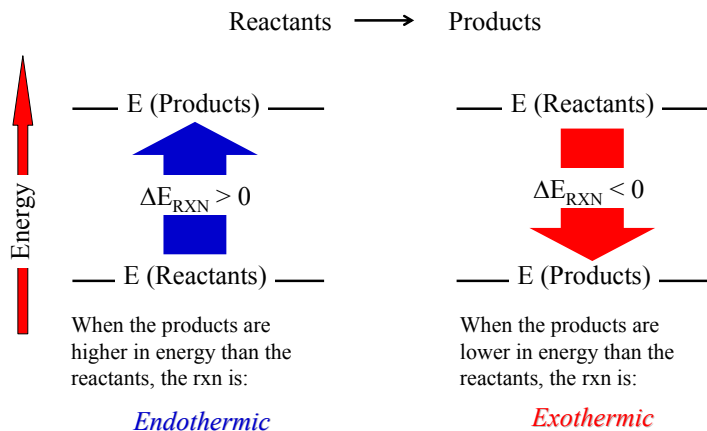 Reactants ⟶ Products
Energy
E (Products)
ΔE_RXN > 0
E (Reactants)
When the products are
higher in energy than the
reactants, the rxn is:
Endothermic
E (Reactants)
ΔE_RXN < 0
E (Products)
When the products are
lower in energy than the
reactants, the rxn is:
Exothermic